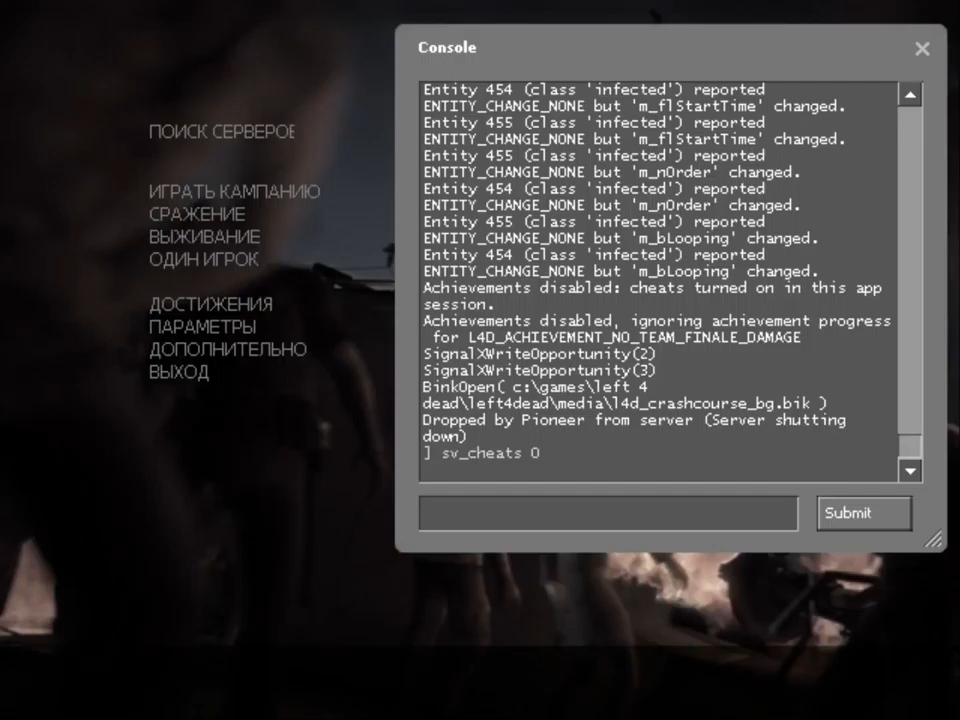 ПОИСК СЕРВЕРОВ
ИГРАТЬ КАМПАНИЮ
СРАЖЕНИЕ
ВЫЖИВАНИЕ
ОДИН ИГРОК
ДОСТИЖЕНИЯ
ПАРАМЕТРЫ
ДОПОЛНИТЕЛЬНО
ВЫХОД
Console
Entity 454 (class 'infected') reported
ENTITY_CHANGE_NONE but 'm_flStartTime' changed.
Entity 455 (class 'infected') reported
ENTITY_CHANGE_NONE but 'm_flStartTime' changed.
Entity 455 (class 'infected') reported
ENTITY_CHANGE_NONE but 'm_nOrder' changed.
Entity 454 (class 'infected') reported
ENTITY_CHANGE_NONE but 'm_nOrder' changed.
Entity 455 (class 'infected') reported
ENTITY_CHANGE_NONE but 'm_bLooping' changed.
Entity 454 (class 'infected') reported
ENTITY_CHANGE_NONE but 'm_bLooping' changed.
Achievements disabled: cheats turned on in this app
session.
Achievements disabled, ignoring achievement progress
for L4D_ACHIEVEMENT_NO_TEAM_FINALE_DAMAGE
SignalXWriteOpportunity(2)
SignalXWriteOpportunity(3)
BinkOpen( c:\games\left 4
dead\left4dead\media\l4d_crashcourse_bg.bik )
Dropped by Pioneer from server (Server shutting
down)
] sv_cheats 0
Submit